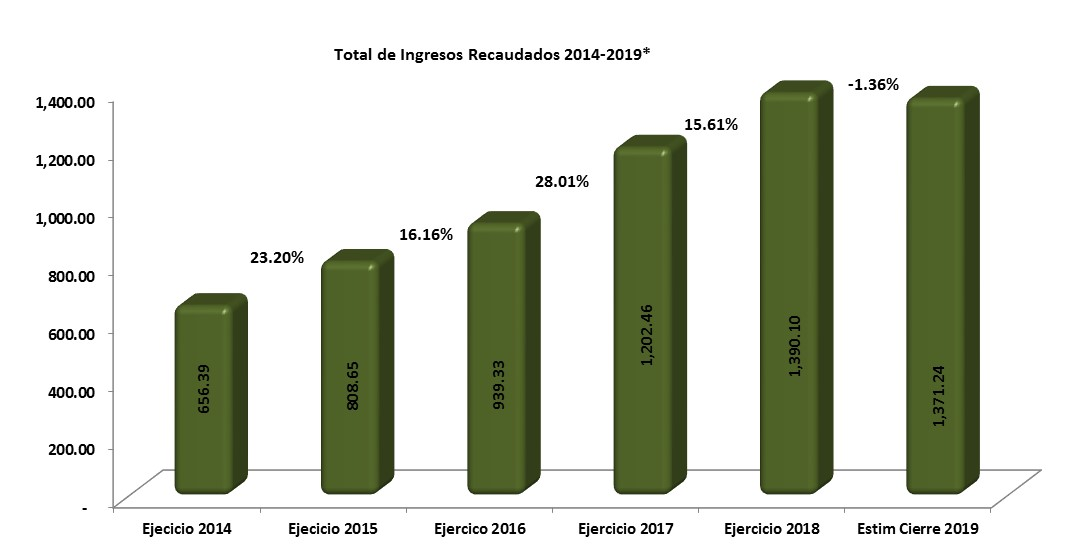 Total de Ingresos Recaudados 2014-2019*
1,400.00
1,200.00
1,000.00
800.00
600.00
400.00
200.00
-
23.20%
16.16%
28.01%
15.61%
-1.36%
656.39
808.65
939.33
1,202.46
1,390.10
1,371.24
Ejecicio 2014
Ejecicio 2015
Ejercico 2016
Ejercicio 2017
Ejercicio 2018
Estim Cierre 2019